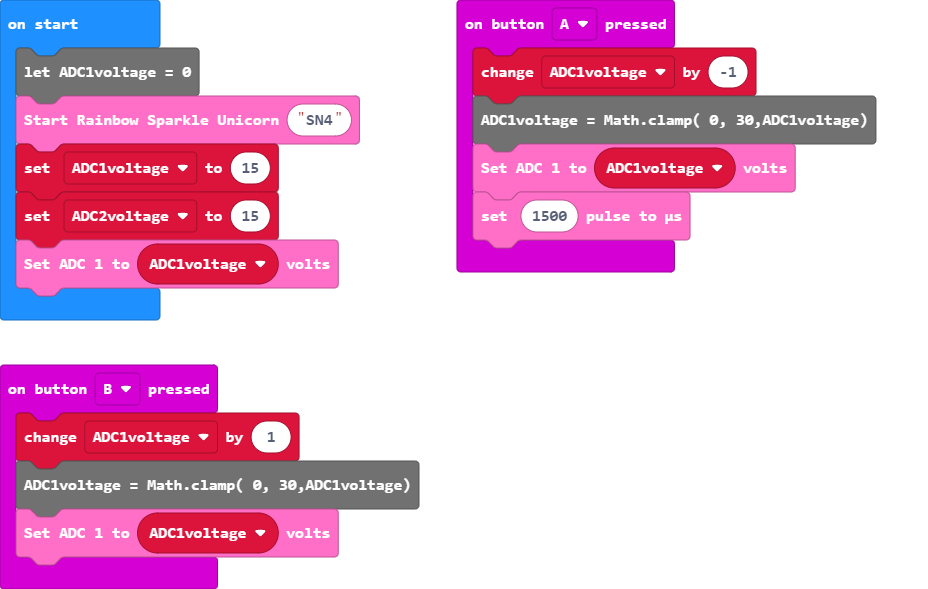 on start
let ADC1voltage = 0
Start Rainbow Sparkle Unicorn "SN4"
set ADC1voltage to 15
set ADC2voltage to 15
Set ADC 1 to ADC1voltage volts
on button A pressed
change ADC1voltage by -1
ADC1voltage = Math.clamp( 0, 30,ADC1voltage)
Set ADC 1 to ADC1voltage volts
set 1500 pulse to µs
on button B pressed
change ADC1voltage by 1
ADC1voltage = Math.clamp( 0, 30,ADC1voltage)
Set ADC 1 to ADC1voltage volts